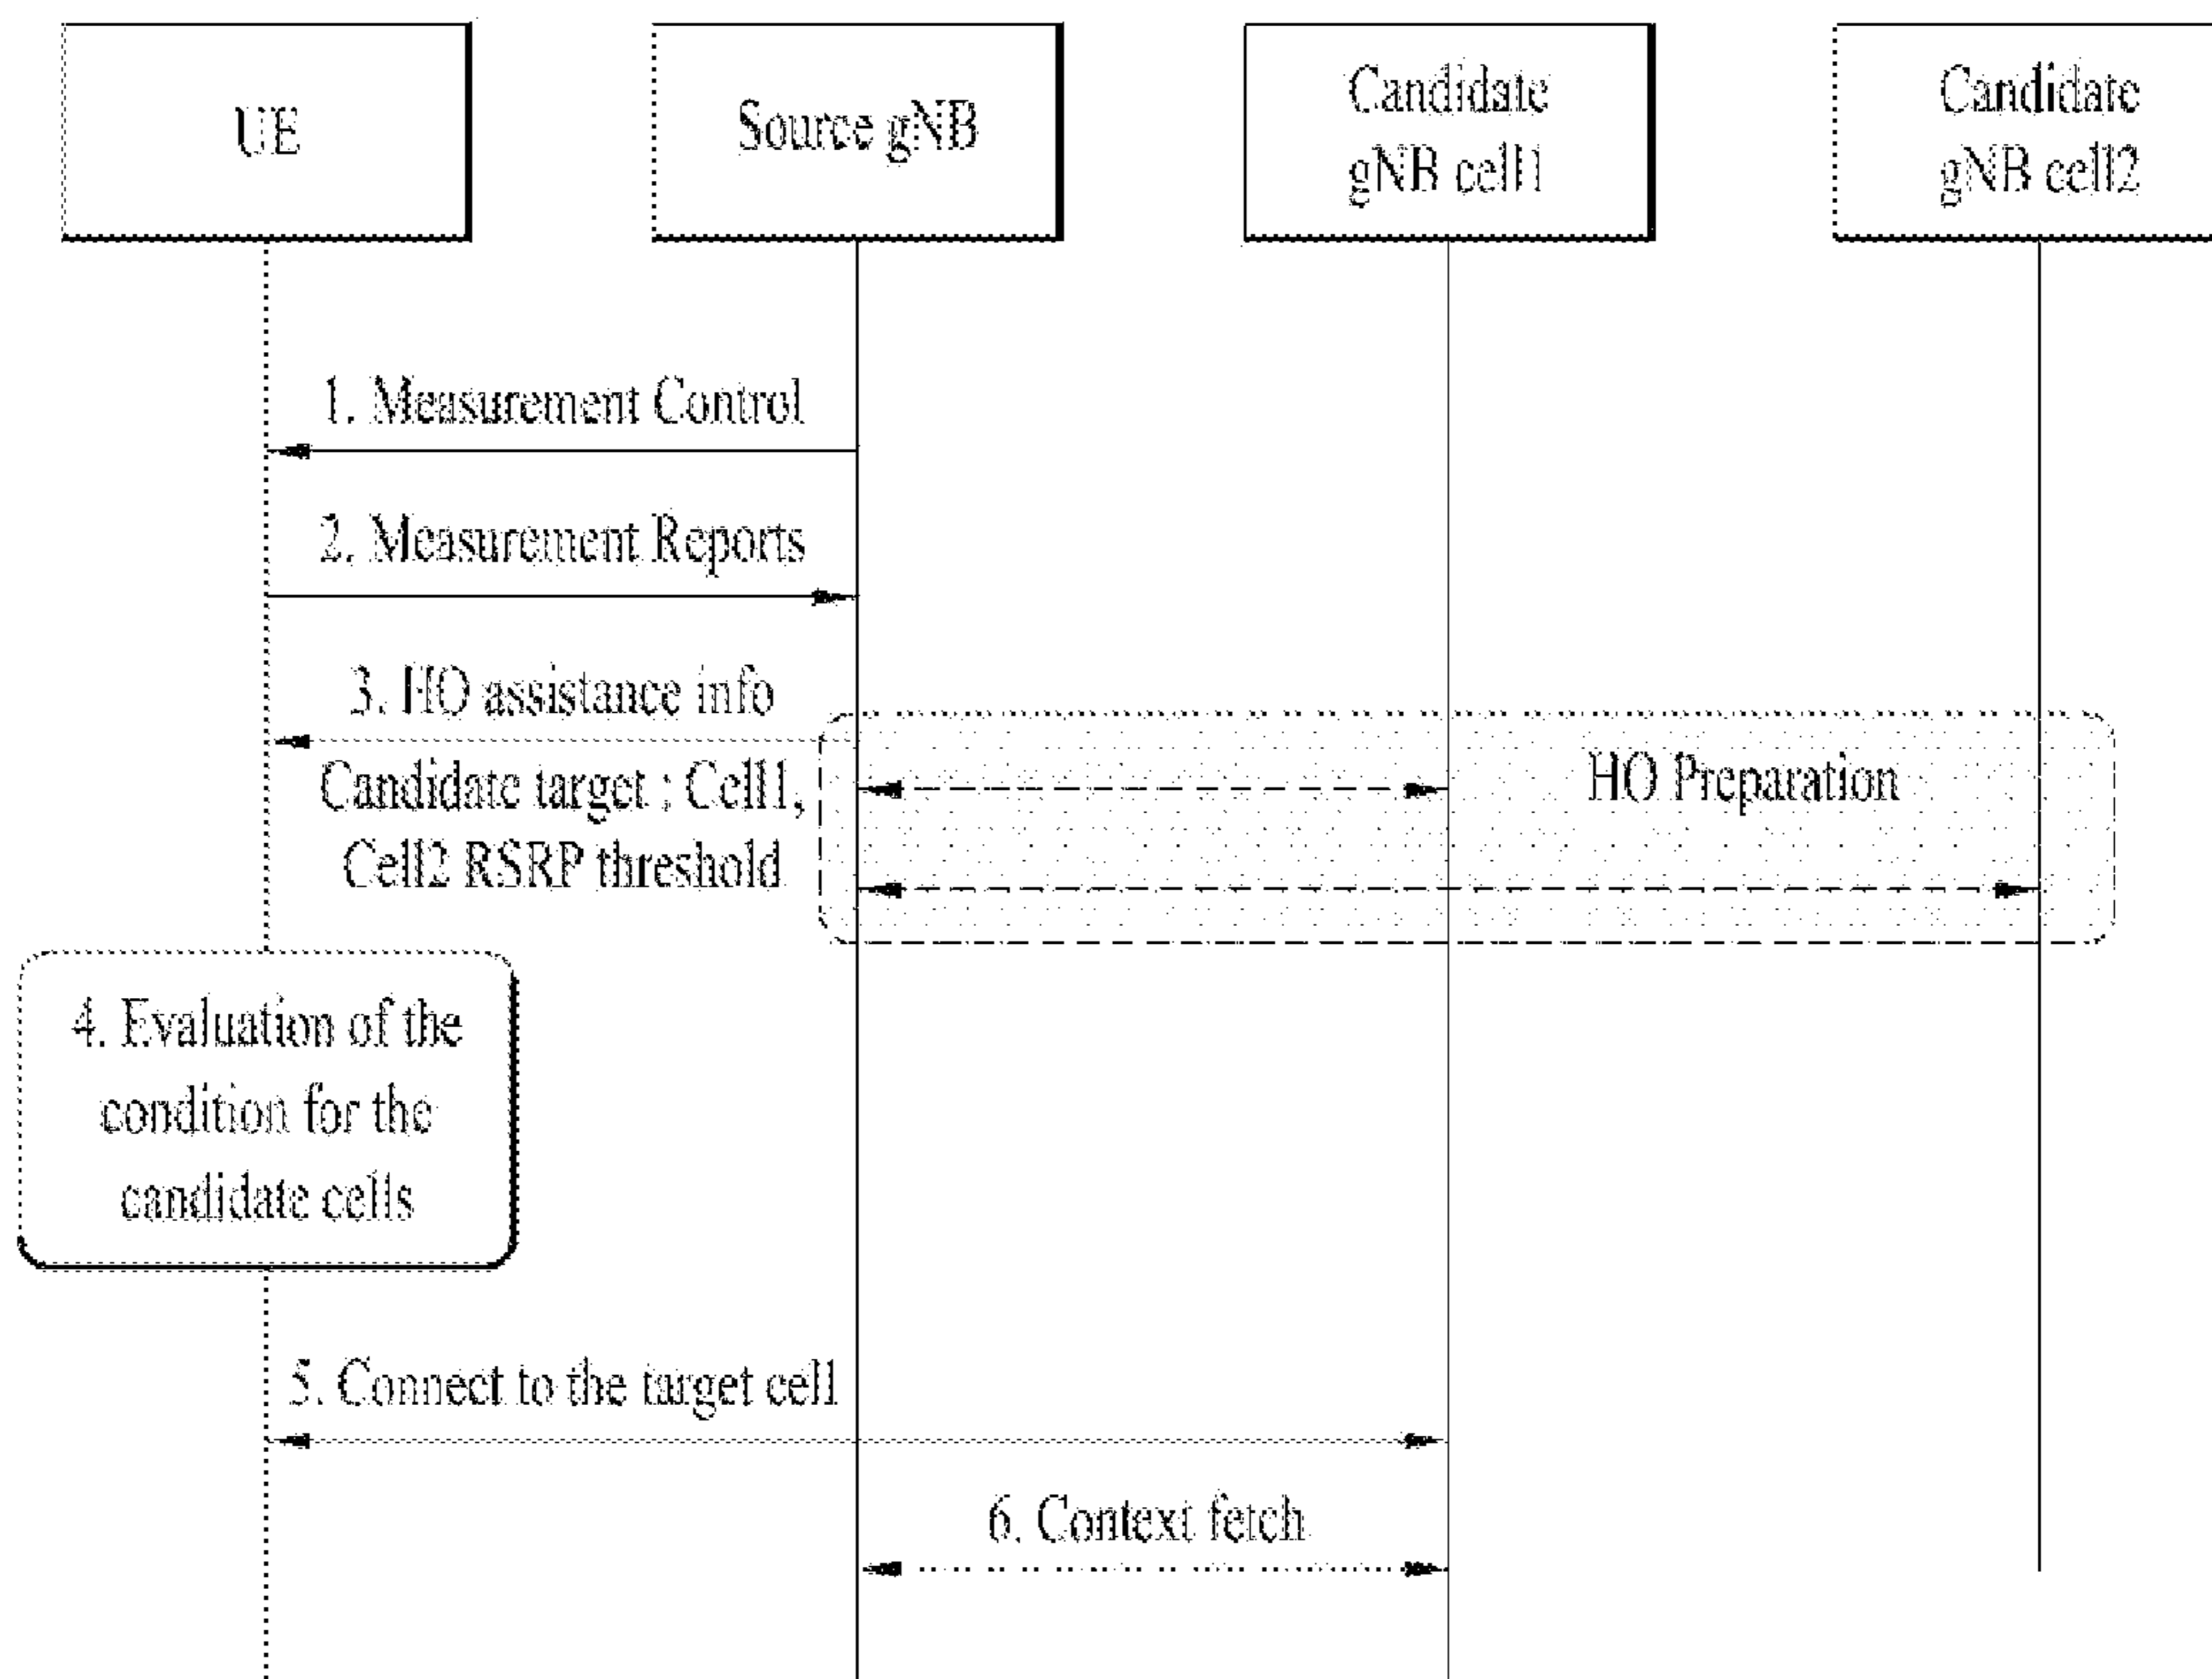 UE
Source gNB
Candidate
gNB cell1
Candidate
gNB cell2
1. Measurement Control
2. Measurement Reports
3. HO assistance info
Candidate target : Cell1,
Cell2 RSRP threshold
HO Preparation
4. Evaluation of the
condition for the
candidate cells
5. Connect to the target cell
6. Context fetch